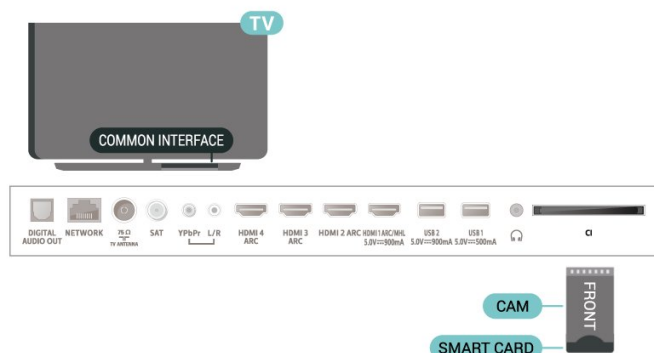 TV
COMMON INTERFACE
DIGITAL AUDIO OUT
NETWORK
75 Ω
TV ANTENNA
SAT
YPbPr
L/R
HDMI 4 ARC
HDMI 3 ARC
HDMI 2 ARC
HDMI 1 ARC/MHL
5.0V⎓900mA
USB 2
5.0V⎓900mA
USB 1
5.0V⎓500mA
CI
CAM
FRONT
SMART CARD